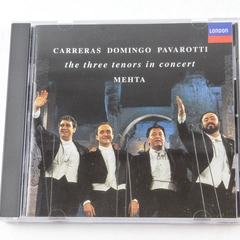 LONDON
CARRERAS DOMINGO PAVAROTTI
the three tenors in concert
MEHTA